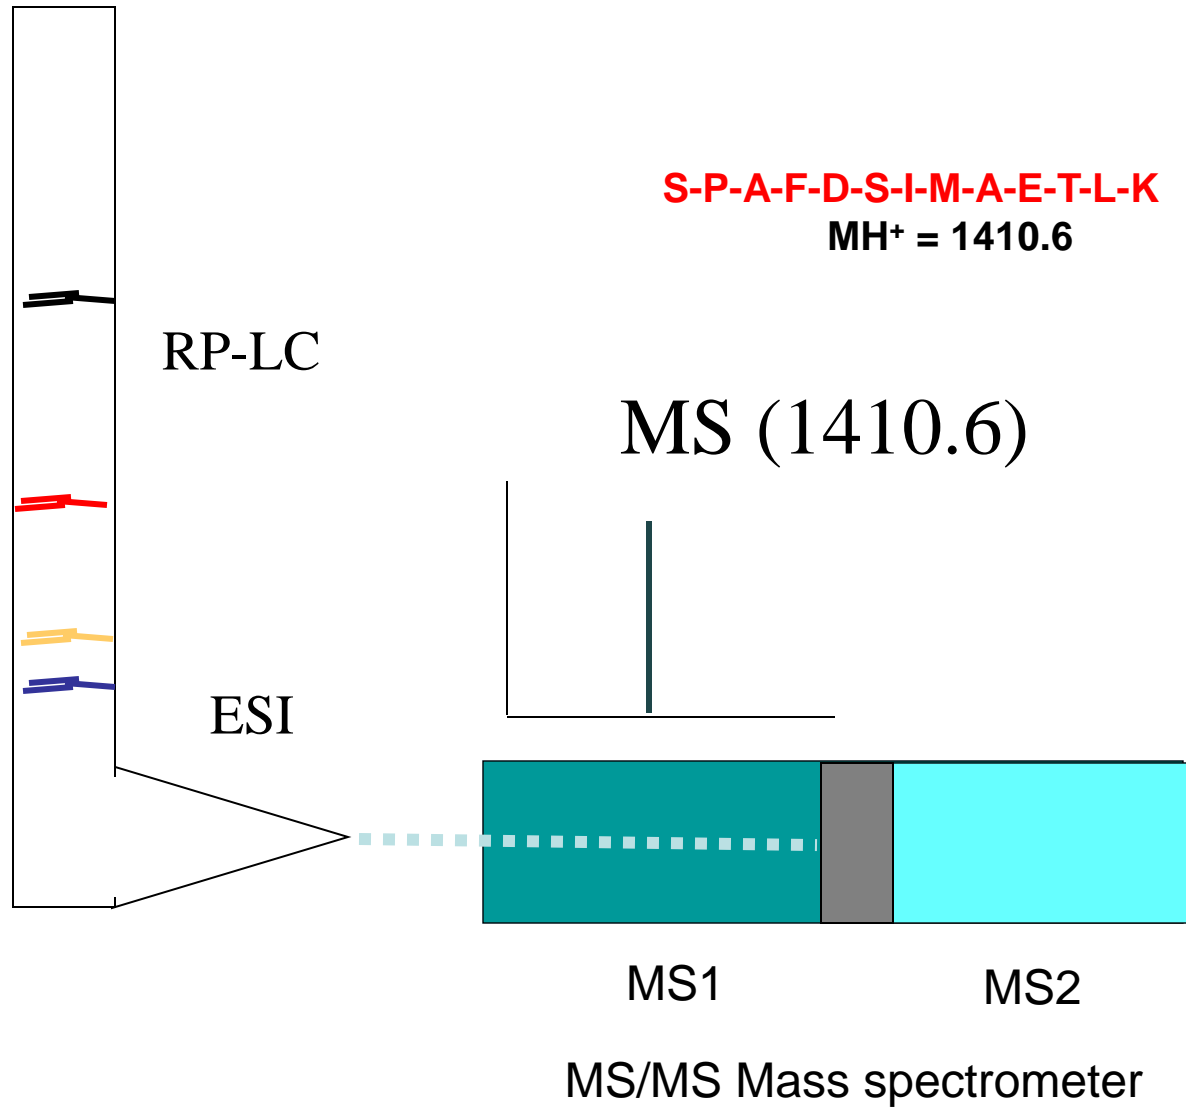 S-P-A-F-D-S-I-M-A-E-T-L-K
MH⁺ = 1410.6
RP-LC
MS (1410.6)
ESI
MS1
MS2
MS/MS Mass spectrometer